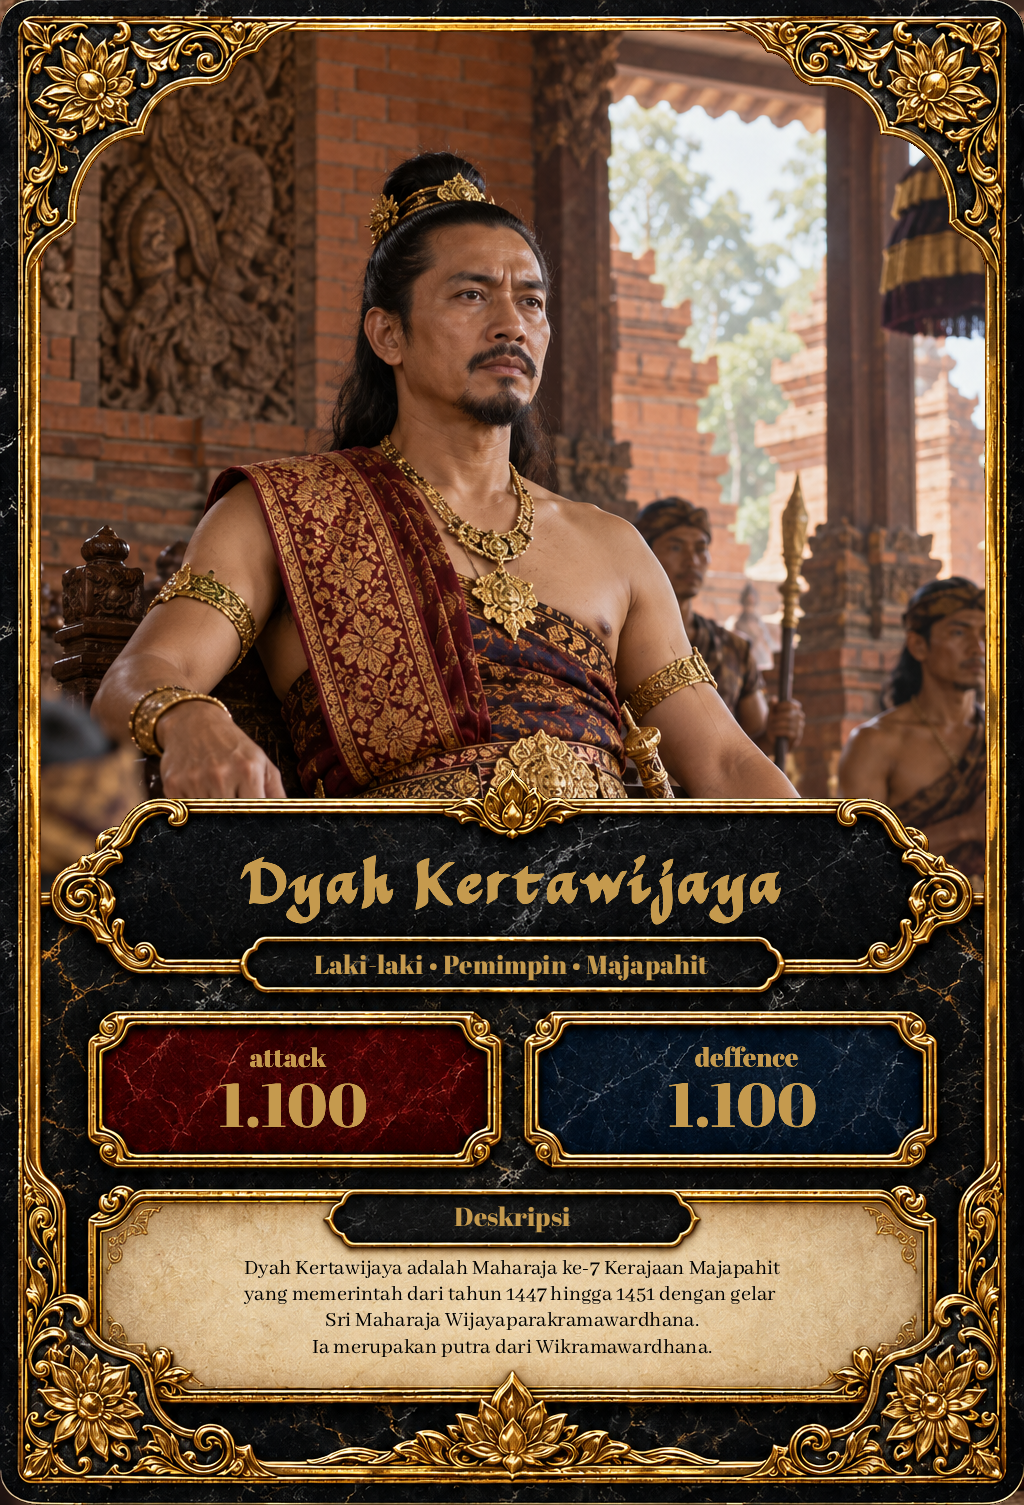 Dyah Kertawijaya
Laki-laki • Pemimpin • Majapahit
attack
1.100
deffence
1.100
Deskripsi
Dyah Kertawijaya adalah Maharaja ke-7 Kerajaan Majapahit
yang memerintah dari tahun 1447 hingga 1451 dengan gelar
Sri Maharaja Wijayaparakramawardhana.
Ia merupakan putra dari Wikramawardhana.